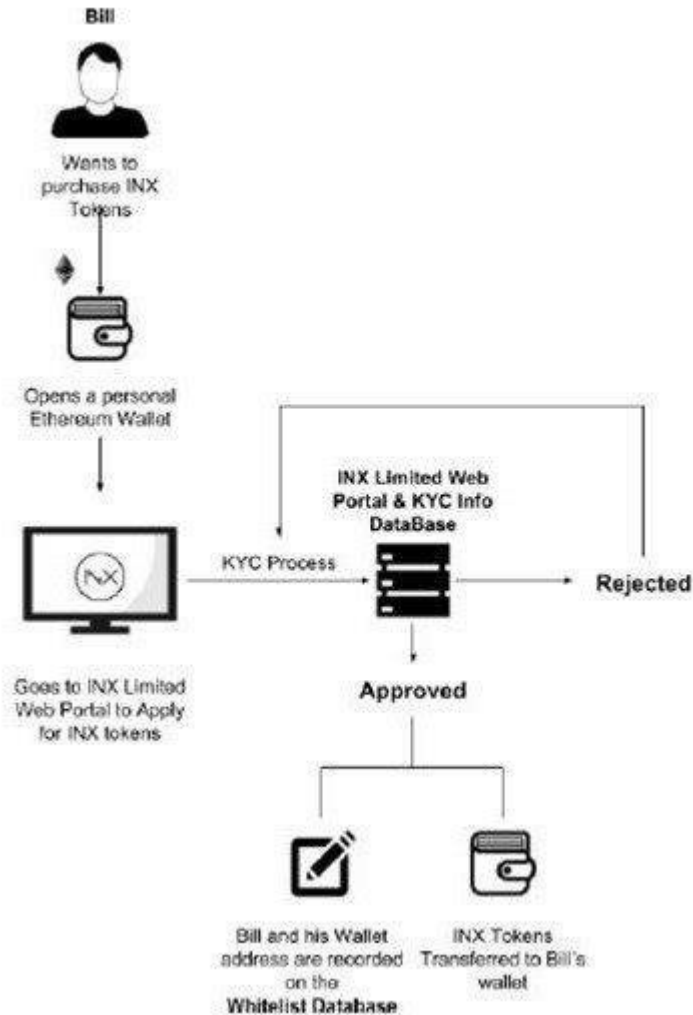 Bill
Wants to
purchase INX
Tokens
Opens a personal
Ethereum Wallet
INX
Goes to INX Limited
Web Portal to Apply
for INX tokens
KYC Process
INX Limited Web
Portal & KYC Info
DataBase
Rejected
Approved
Bill and his Wallet
address are recorded
on the
Whitelist Database
INX Tokens
Transferred to Bill's
wallet